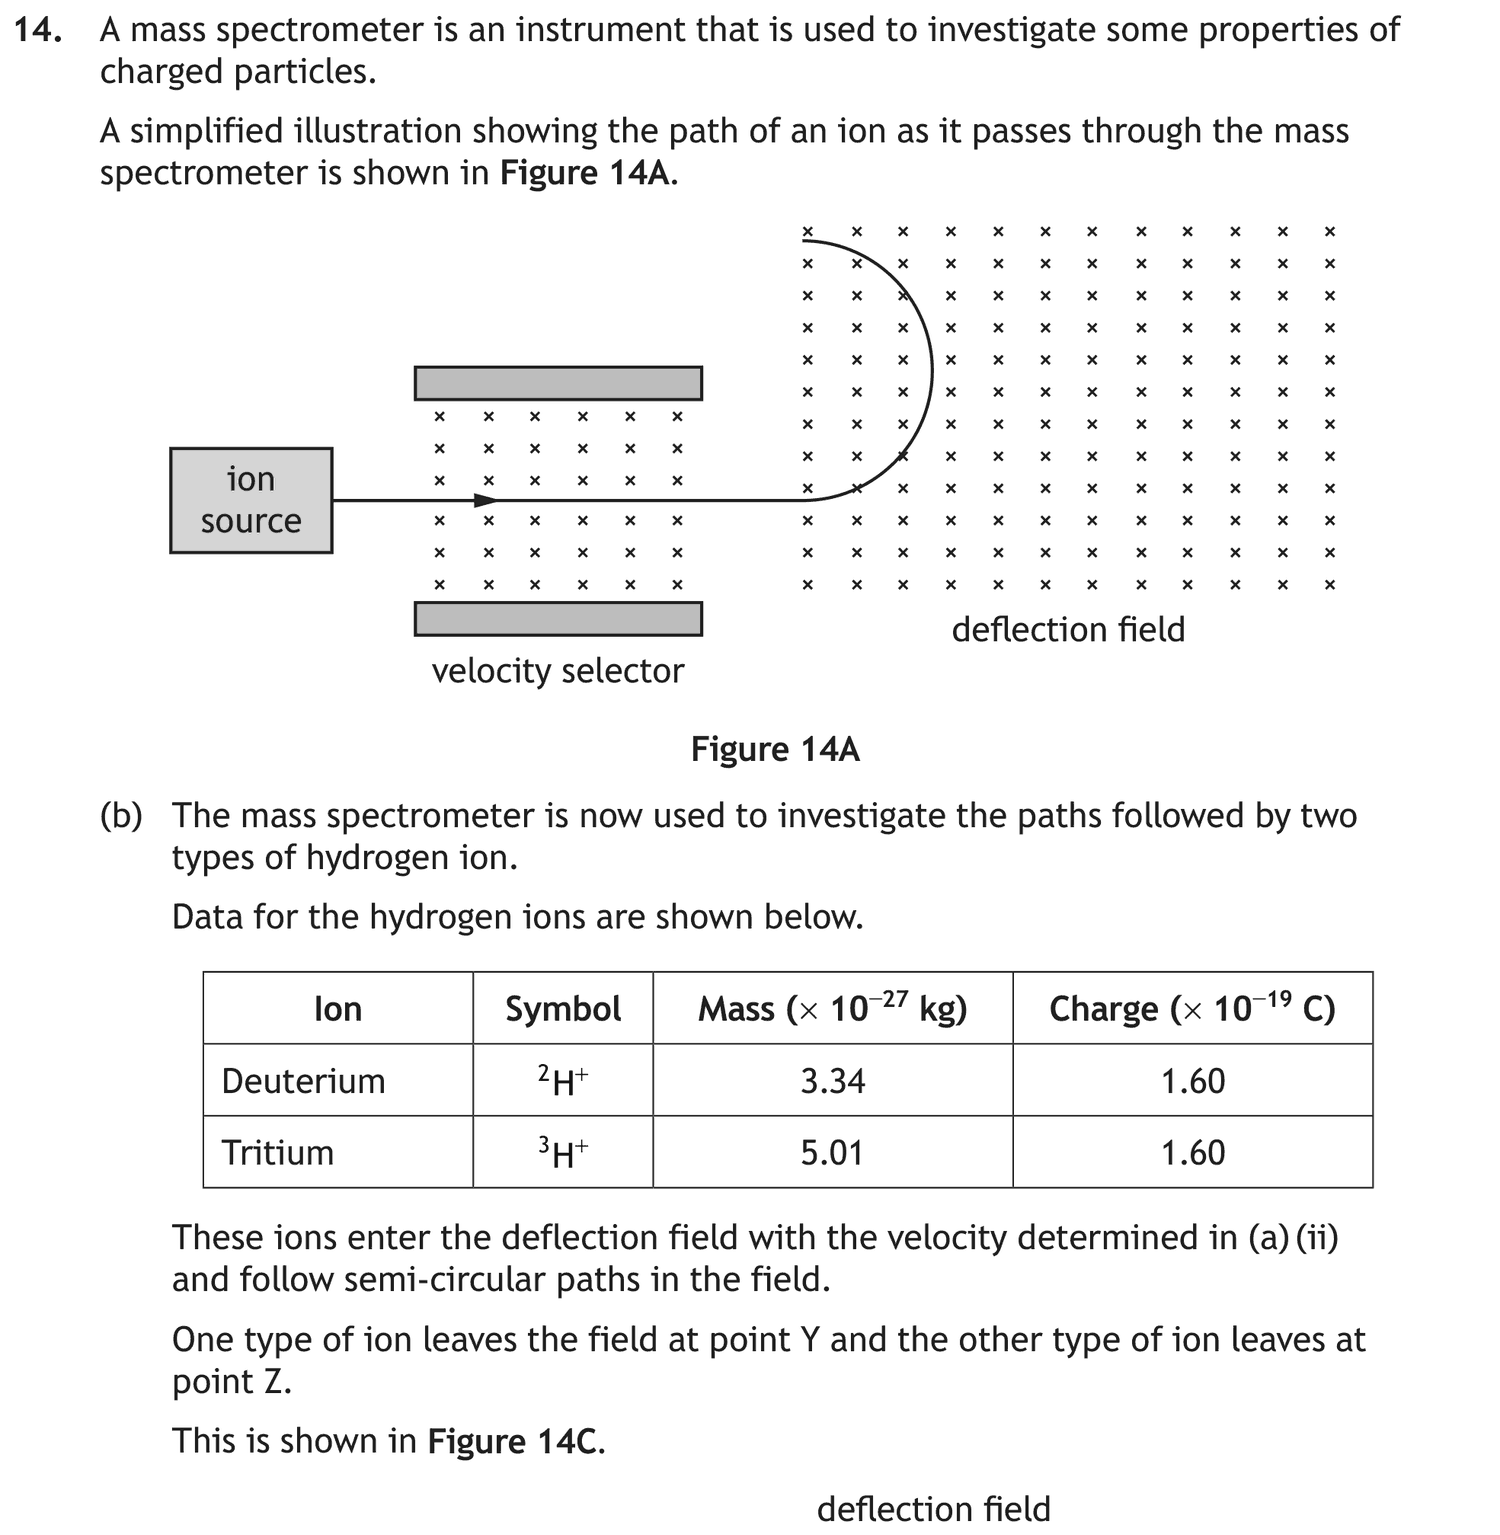 14. A mass spectrometer is an instrument that is used to investigate some properties of
charged particles.
A simplified illustration showing the path of an ion as it passes through the mass
spectrometer is shown in Figure 14A.
ion
source
deflection field
velocity selector
Figure 14A
(b) The mass spectrometer is now used to investigate the paths followed by two
types of hydrogen ion.
Data for the hydrogen ions are shown below.
Ion Symbol Mass (× 10⁻²⁷ kg) Charge (× 10⁻¹⁹ C)
Deuterium ²H⁺ 3.34 1.60
Tritium ³H⁺ 5.01 1.60
These ions enter the deflection field with the velocity determined in (a)(ii)
and follow semi-circular paths in the field.
One type of ion leaves the field at point Y and the other type of ion leaves at
point Z.
This is shown in Figure 14C.
deflection field